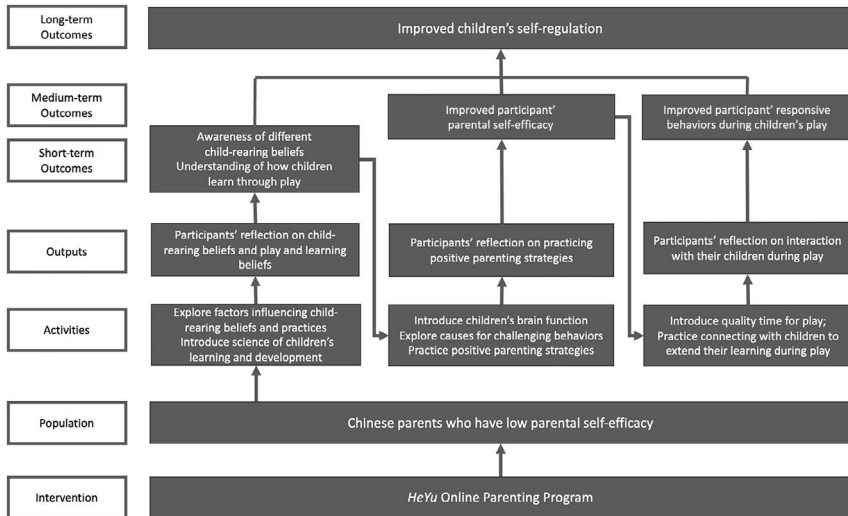 Long-term
Outcomes
Improved children's self-regulation
Medium-term
Outcomes
Improved participant'
parental self-efficacy
Improved participant' responsive
behaviors during children's play
Short-term
Outcomes
Awareness of different
child-rearing beliefs
Understanding of how children
learn through play
Outputs
Participants' reflection on child-
rearing beliefs and play and learning
beliefs
Participants' reflection on practicing
positive parenting strategies
Participants' reflection on interaction
with their children during play
Activities
Explore factors influencing child-
rearing beliefs and practices
Introduce science of children's
learning and development
Introduce children's brain function
Explore causes for challenging behaviors
Practice positive parenting strategies
Introduce quality time for play;
Practice connecting with children to
extend their learning during play
Population
Chinese parents who have low parental self-efficacy
Intervention
HeYu Online Parenting Program